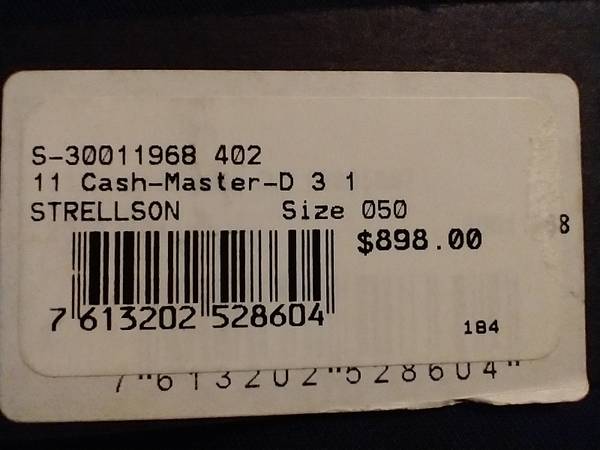 S-30011968 402
11 Cash-Master-D 3 1
STRELLSON Size 050
$898.00
8
7 613202 528604
184
7"613202"528604"